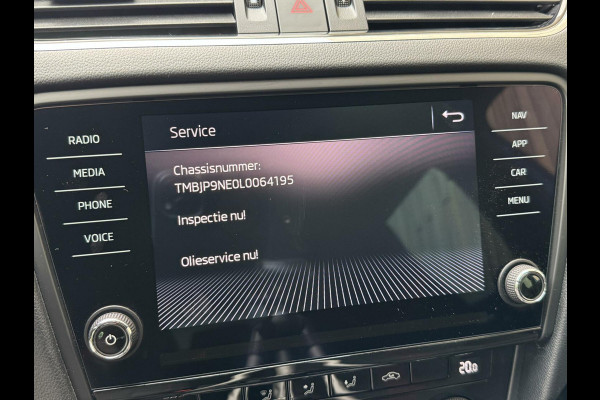 Service
RADIO
MEDIA
PHONE
VOICE
Chassisnummer:
TMBJP9NE0L0064195
Inspectie nu!
Olieservice nu!
NAV
APP
CAR
MENU
20.0